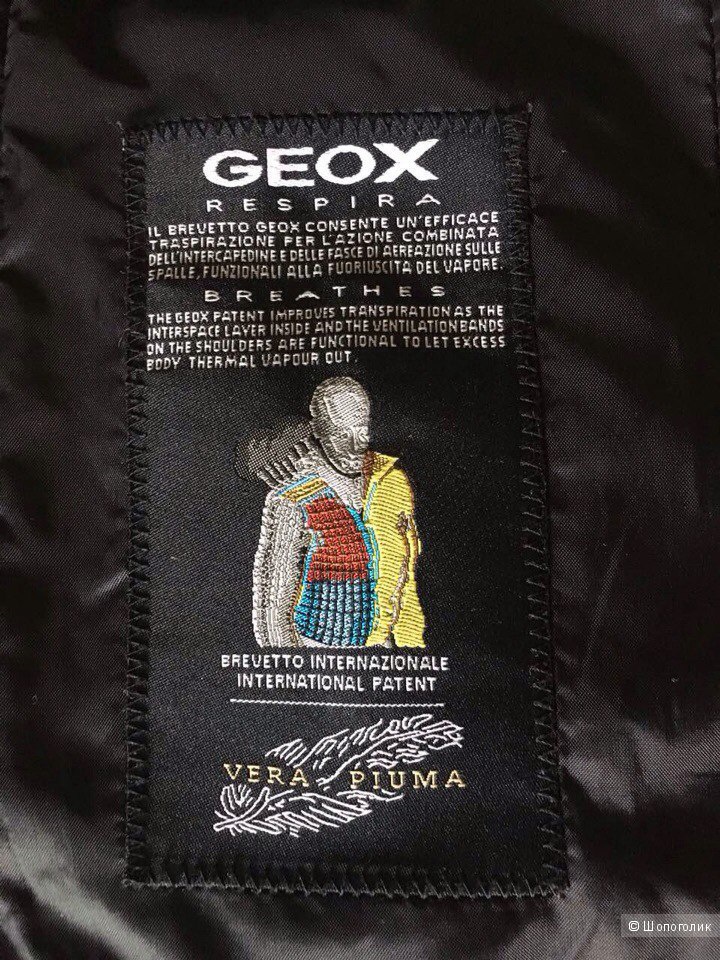 GEOX
RESPIRA
IL BREVETTO GEOX CONSENTE UN'EFFICACE
TRASPIRAZIONE PER L'AZIONE COMBINATA
DELL'INTERCAPEDINE E DELLE FASCE DI AEREAZIONE SULLE
SPALLE, FUNZIONALI ALLA FUORIUSCITA DEL VAPORE.
BREATHES
THE GEOX PATENT IMPROVES TRANSPIRATION AS THE
INTERSPACE LAYER INSIDE AND THE VENTILATION BANDS
ON THE SHOULDERS ARE FUNCTIONAL TO LET EXCESS
BODY THERMAL VAPOUR OUT.
BREVETTO INTERNAZIONALE
INTERNATIONAL PATENT
VERA PIUMA
© Шопоголик